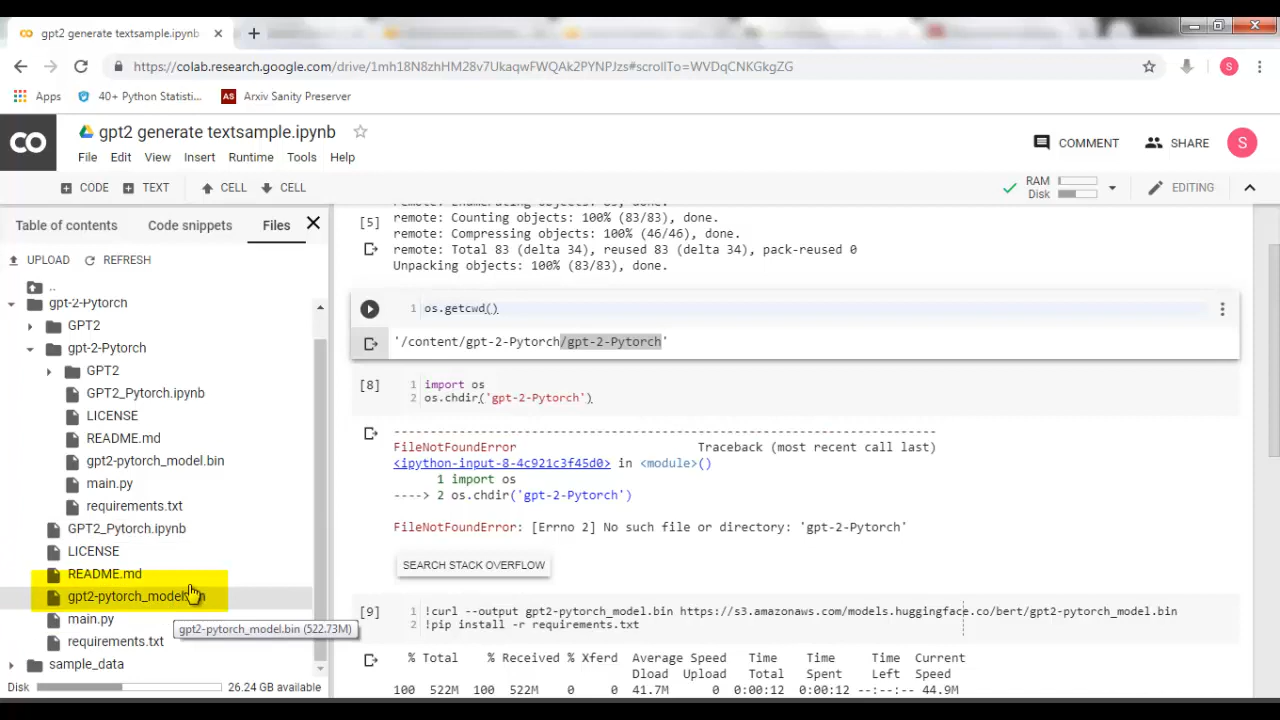 gpt2 generate textsample.ipynb
https://colab.research.google.com/drive/1mh18N8zhHM28v7UkaqwFWQAk2PYNPJzs#scrollTo=WVDqCNKGkgZG
S
Apps
40+ Python Statisti...
AS
Arxiv Sanity Preserver
CO
gpt2 generate textsample.ipynb
COMMENT
SHARE
S
File Edit View Insert Runtime Tools Help
CODE TEXT CELL CELL
RAM
Disk
EDITING
Table of contents Code snippets Files
UPLOAD REFRESH
..
gpt-2-Pytorch
GPT2
gpt-2-Pytorch
GPT2
GPT2_Pytorch.ipynb
LICENSE
README.md
gpt2-pytorch_model.bin
main.py
requirements.txt
GPT2_Pytorch.ipynb
LICENSE
README.md
gpt2-pytorch_model.bin
main.py
gpt2-pytorch_model.bin (522.73M)
requirements.txt
sample_data
Disk 26.24 GB available
[5]
remote: Counting objects: 100% (83/83), done.
remote: Compressing objects: 100% (46/46), done.
remote: Total 83 (delta 34), reused 83 (delta 34), pack-reused 0
Unpacking objects: 100% (83/83), done.
1 os.getcwd()
'/content/gpt-2-Pytorch/gpt-2-Pytorch'
[8]
1 import os
2 os.chdir('gpt-2-Pytorch')
---------------------------------------------------------------------------
FileNotFoundError Traceback (most recent call last)
<ipython-input-8-4c921c3f45d0> in <module>()
1 import os
----> 2 os.chdir('gpt-2-Pytorch')
FileNotFoundError: [Errno 2] No such file or directory: 'gpt-2-Pytorch'
SEARCH STACK OVERFLOW
[9]
1 !curl --output gpt2-pytorch_model.bin https://s3.amazonaws.com/models.huggingface.co/bert/gpt2-pytorch_model.bin
2 !pip install -r requirements.txt
% Total % Received % Xferd Average Speed Time Time Time Current
Dload Upload Total Spent Left Speed
100 522M 100 522M 0 0 41.7M 0 0:00:12 0:00:12 --:--:-- 44.9M